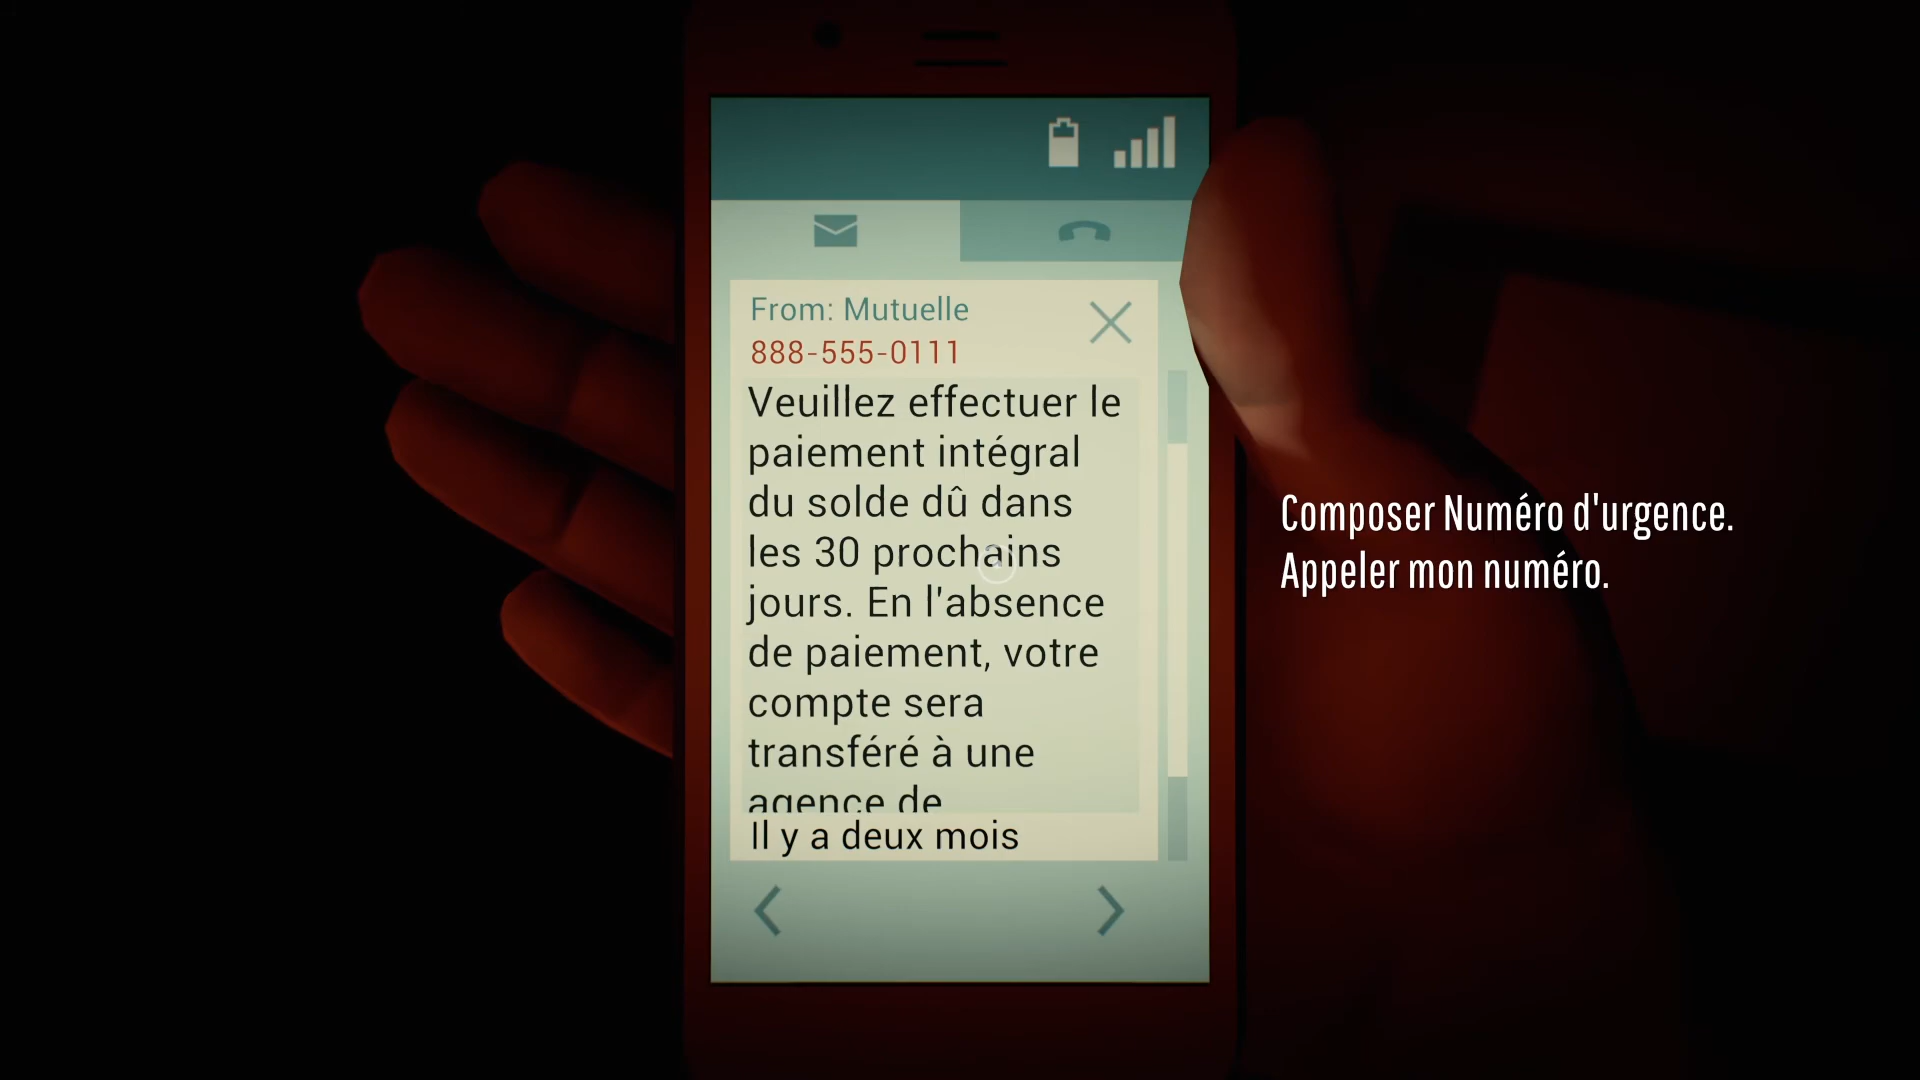 From: Mutuelle
888-555-0111
Veuillez effectuer le
paiement intégral
du solde dû dans
les 30 prochains
jours. En l'absence
de paiement, votre
compte sera
transféré à une
agence de
Il y a deux mois
Composer Numéro d'urgence.
Appeler mon numéro.